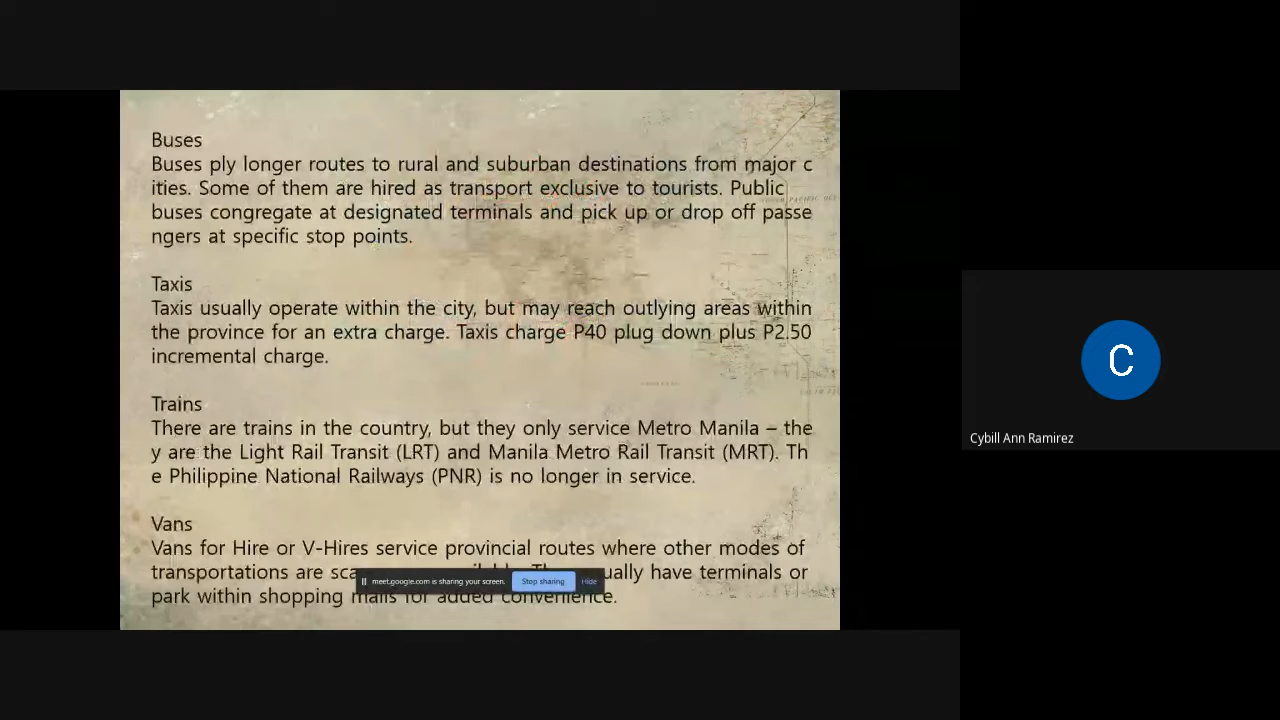 Buses
Buses ply longer routes to rural and suburban destinations from major c
ities. Some of them are hired as transport exclusive to tourists. Public
buses congregate at designated terminals and pick up or drop off passe
ngers at specific stop points.
Taxis
Taxis usually operate within the city, but may reach outlying areas within
the province for an extra charge. Taxis charge P40 plug down plus P2.50
incremental charge.
Trains
There are trains in the country, but they only service Metro Manila – the
y are the Light Rail Transit (LRT) and Manila Metro Rail Transit (MRT). Th
e Philippine National Railways (PNR) is no longer in service.
Vans
Vans for Hire or V-Hires service provincial routes where other modes of
transportations are have terminals or
park within shopping malls for added convenience.
meet.google.com is sharing your screen. Stop sharing Hide
C
Cybill Ann Ramirez